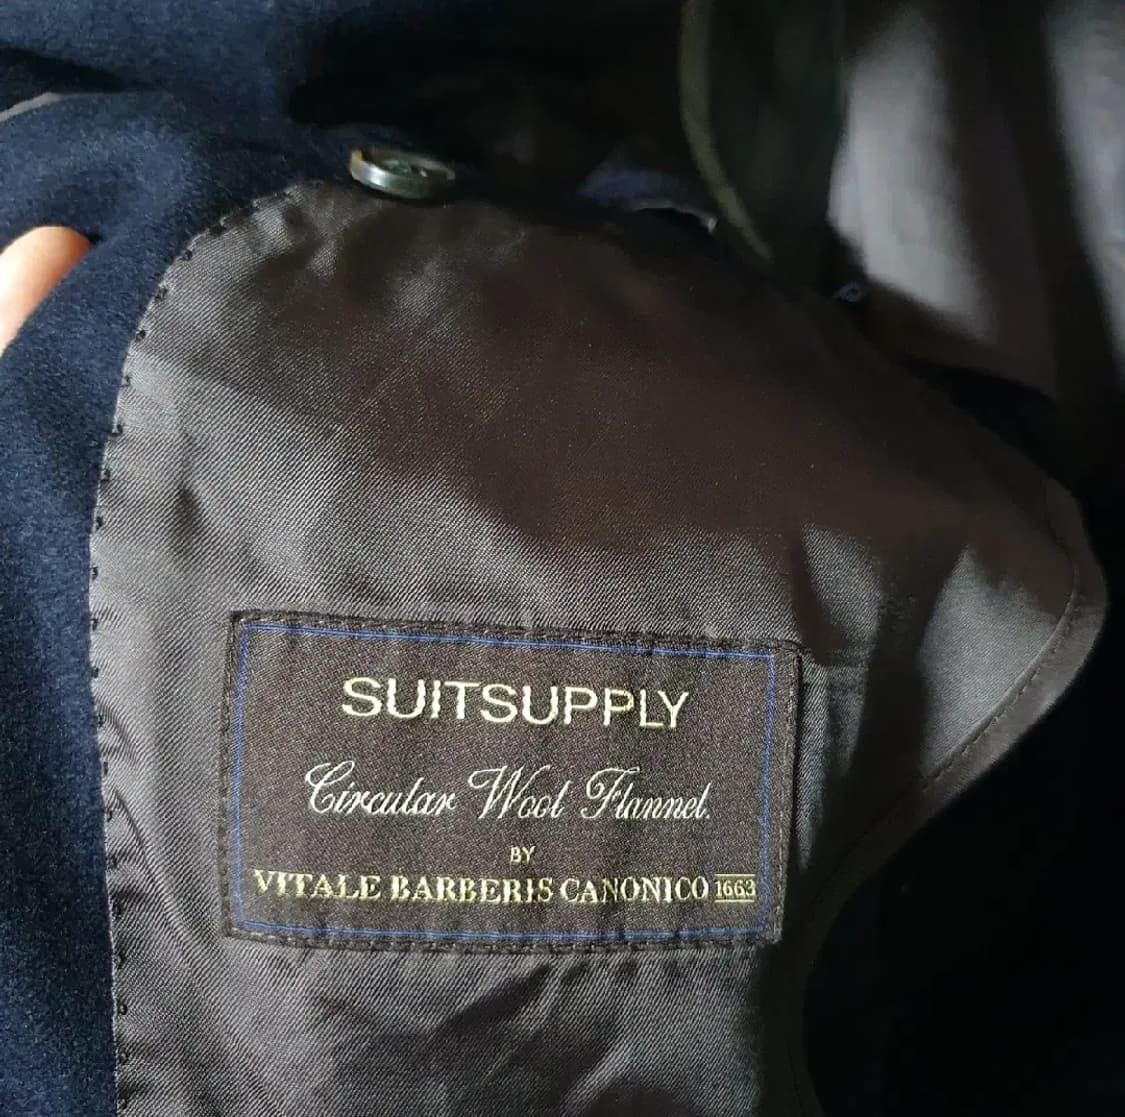 SUITSUPPLY
Circular Wool Flannel.
BY
VITALE BARBERIS CANONICO 1663